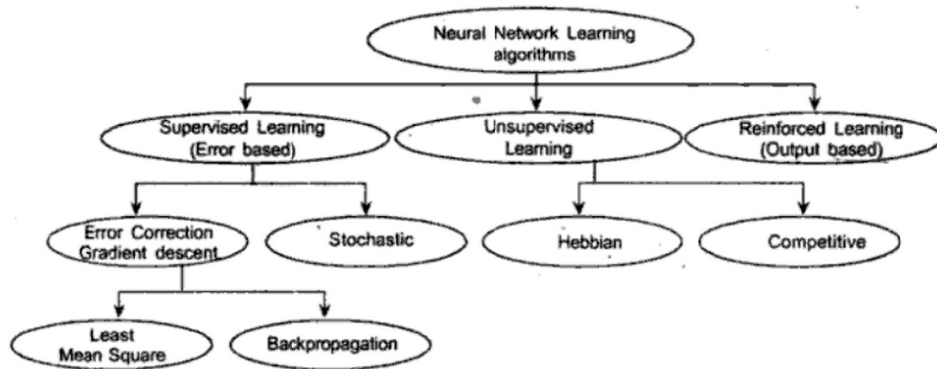 Neural Network Learning
algorithms
Supervised Learning
(Error based)
Unsupervised
Learning
Reinforced Learning
(Output based)
Error Correction
Gradient descent
Stochastic
Hebbian
Competitive
Least
Mean Square
Backpropagation